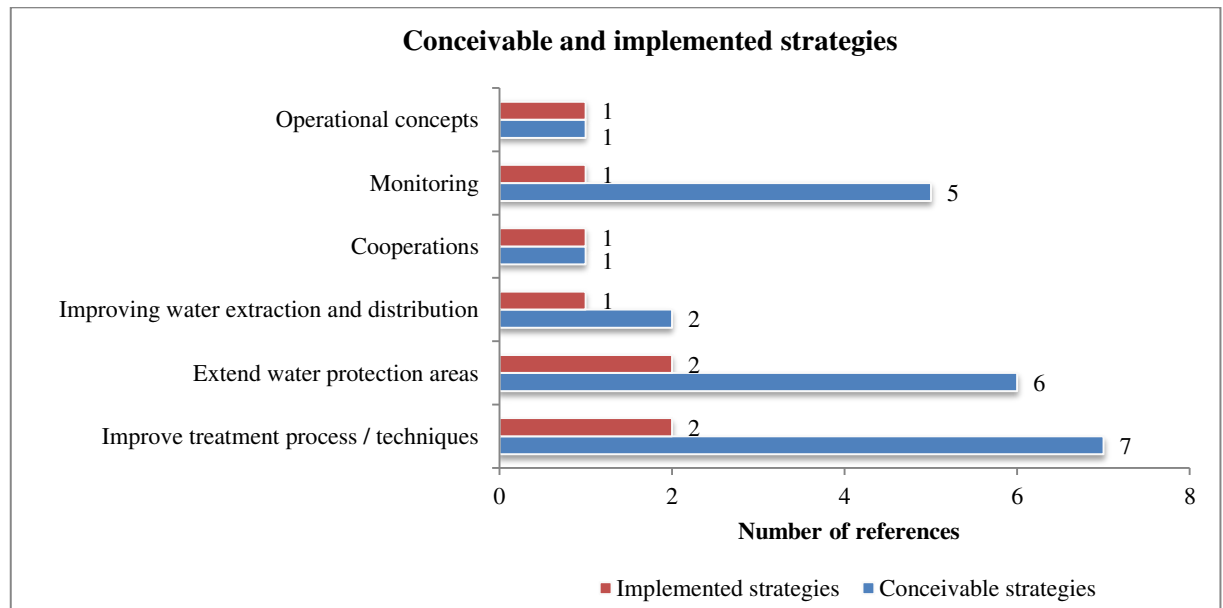 Conceivable and implemented strategies
Operational concepts
1
1
Monitoring
1
5
Cooperations
1
1
Improving water extraction and distribution
1
2
Extend water protection areas
2
6
Improve treatment process / techniques
2
7
0 2 4 6 8
Number of references
Implemented strategies Conceivable strategies